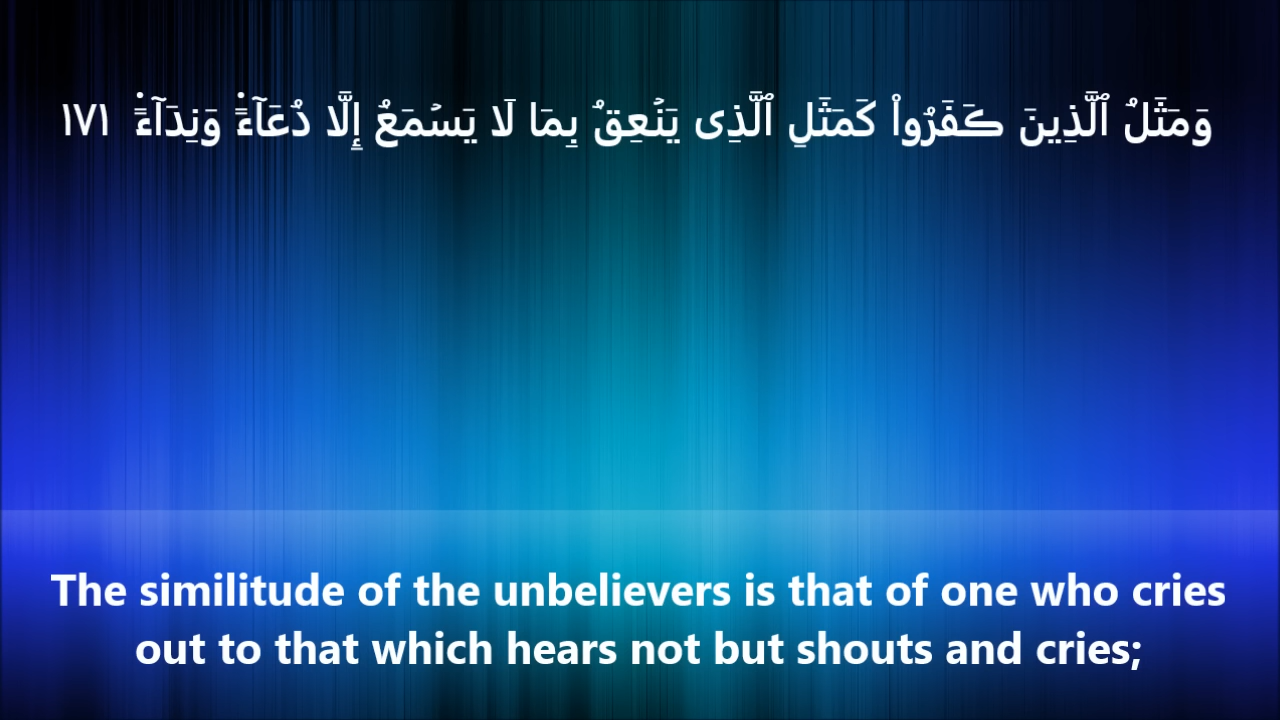 وَمَثَلُ ٱلَّذِينَ كَفَرُوا۟ كَمَثَلِ ٱلَّذِى يَنْعِقُ بِمَا لَا يَسْمَعُ إِلَّا دُعَآءًۭ وَنِدَآءًۭ ١٧١
The similitude of the unbelievers is that of one who cries
out to that which hears not but shouts and cries;